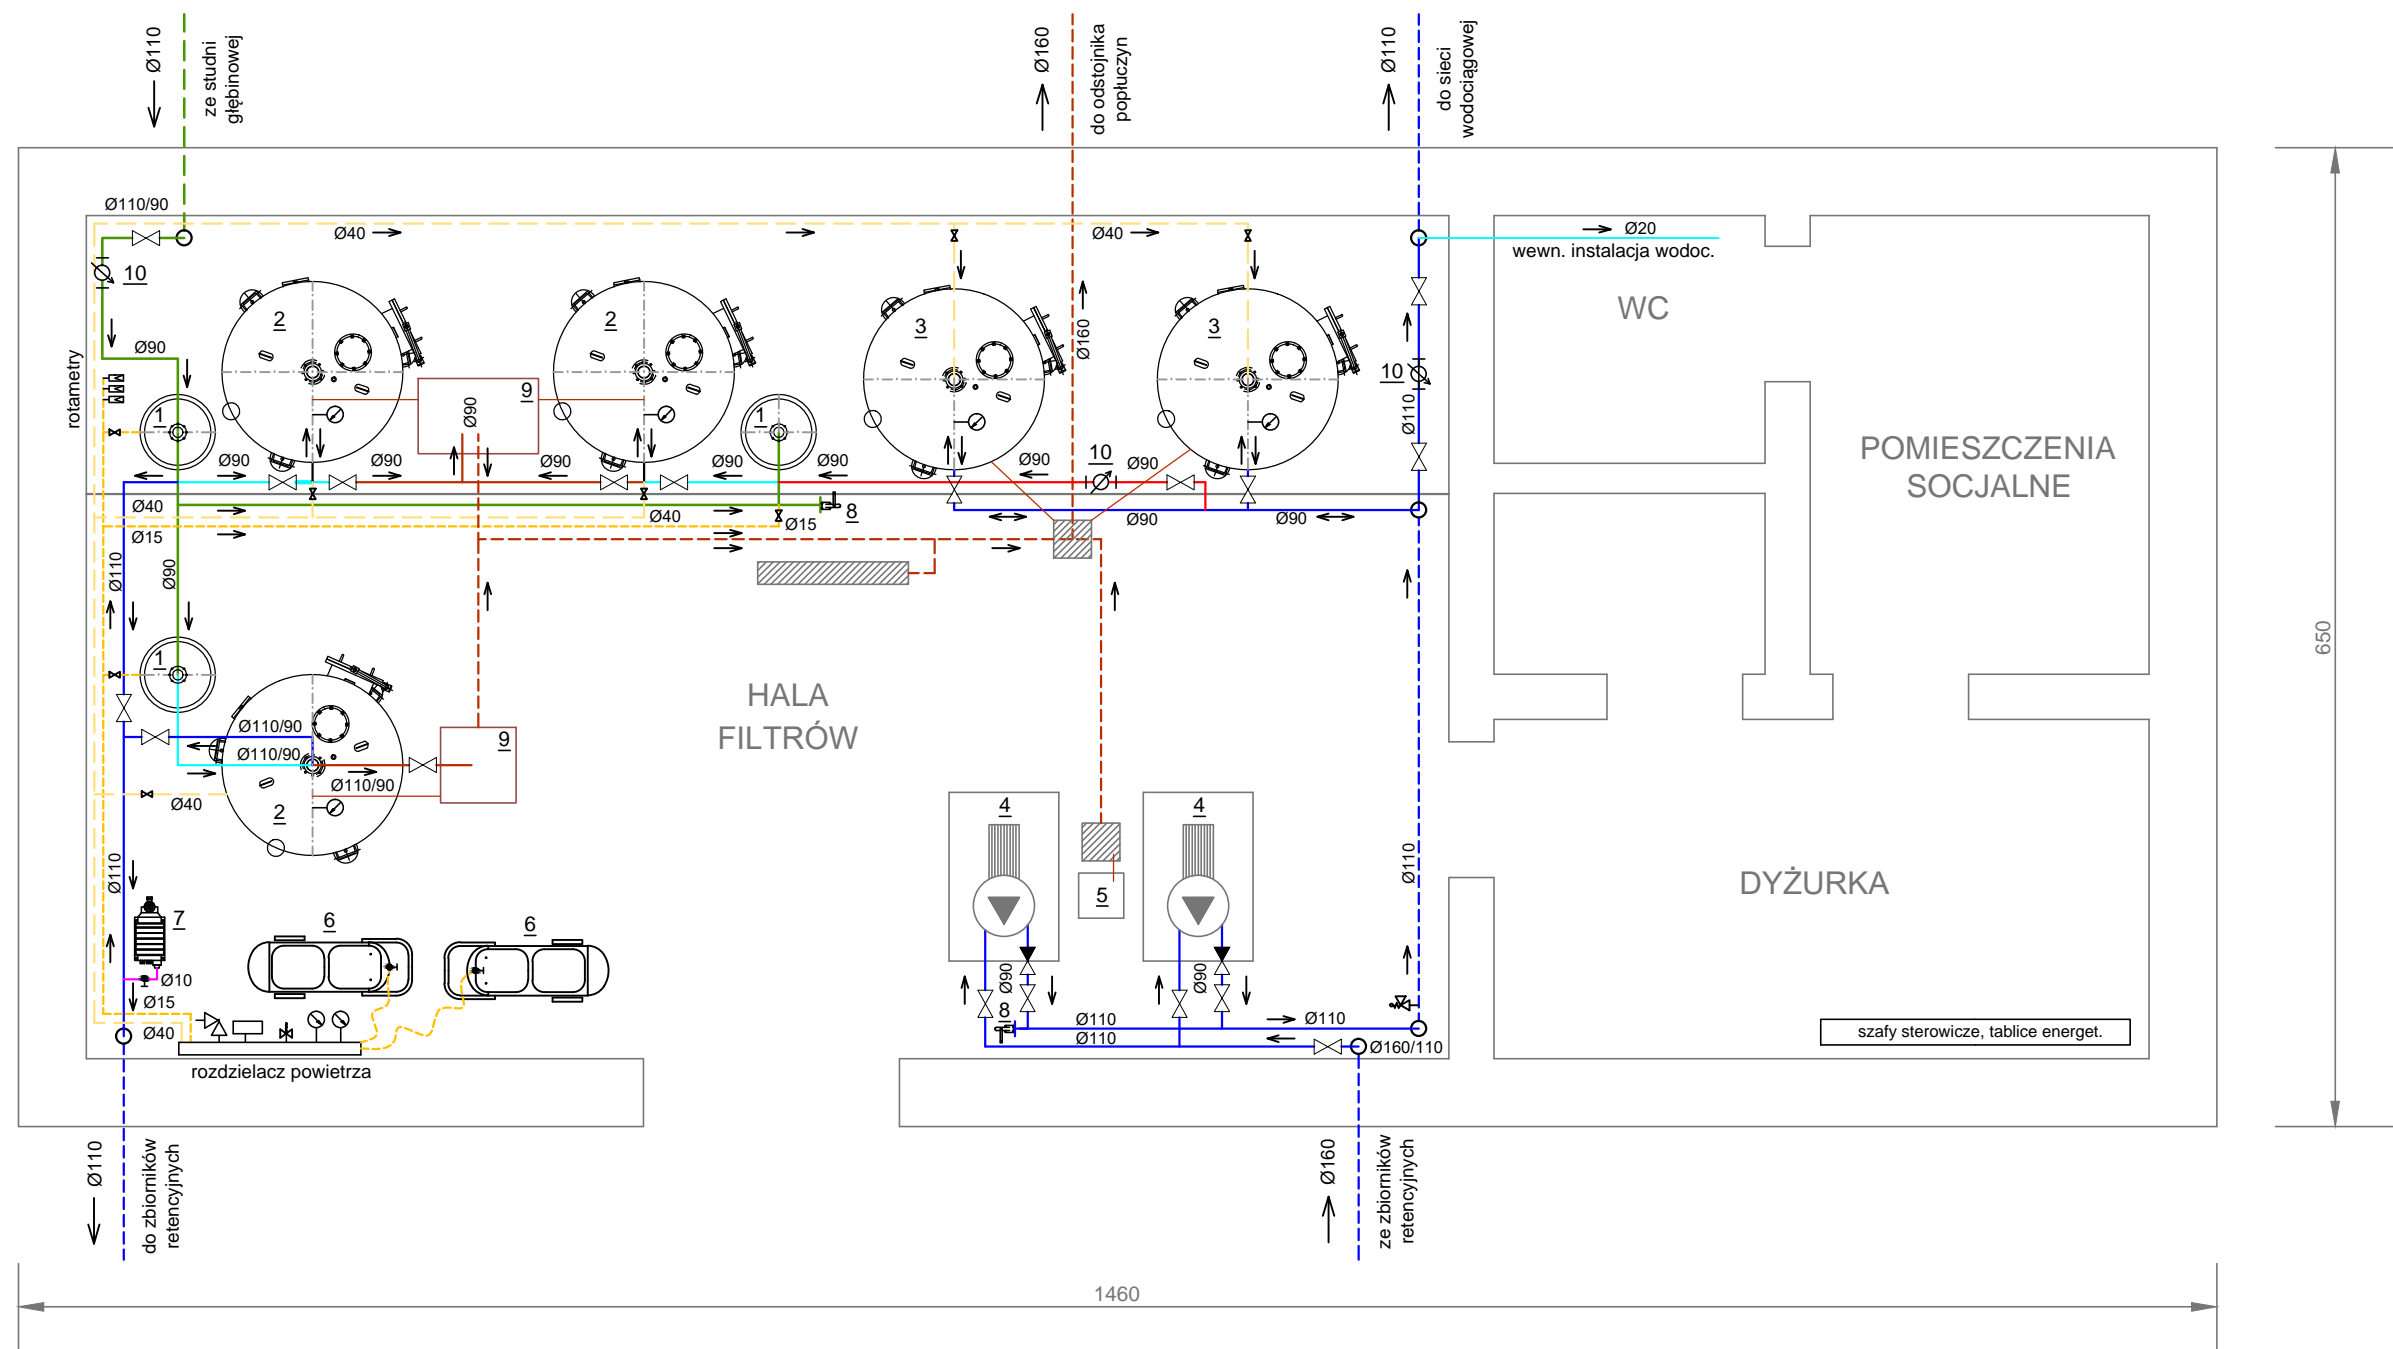 Ø110
ze studni
głębinowej
Ø160
do odstojnika
popłuczyn
Ø110
do sieci
wodociągowej
Ø110/90
Ø40
Ø40
Ø20
wewn. instalacja wodoc.
10
2
2
3
3
WC
Ø90
Ø160
rotametry
9
10
1
Ø90
1
Ø110
POMIESZCZENIA
SOCJALNE
Ø90
Ø90
Ø90
Ø90
Ø90
Ø90
10
Ø90
Ø40
Ø40
Ø15
8
Ø90
Ø90
Ø15
Ø110
Ø90
650
1
HALA
FILTRÓW
Ø110/90
Ø110/90
9
Ø110/90
Ø40
2
4
4
Ø110
Ø110
DYŻURKA
5
7
6
6
Ø10
Ø90
Ø90
Ø15
8
Ø110
Ø110
Ø40
Ø110
Ø160/110
szafy sterowicze, tablice energet.
rozdzielacz powietrza
Ø110
do zbiorników
retencyjnych
Ø160
ze zbiorników
retencyjnych
1460